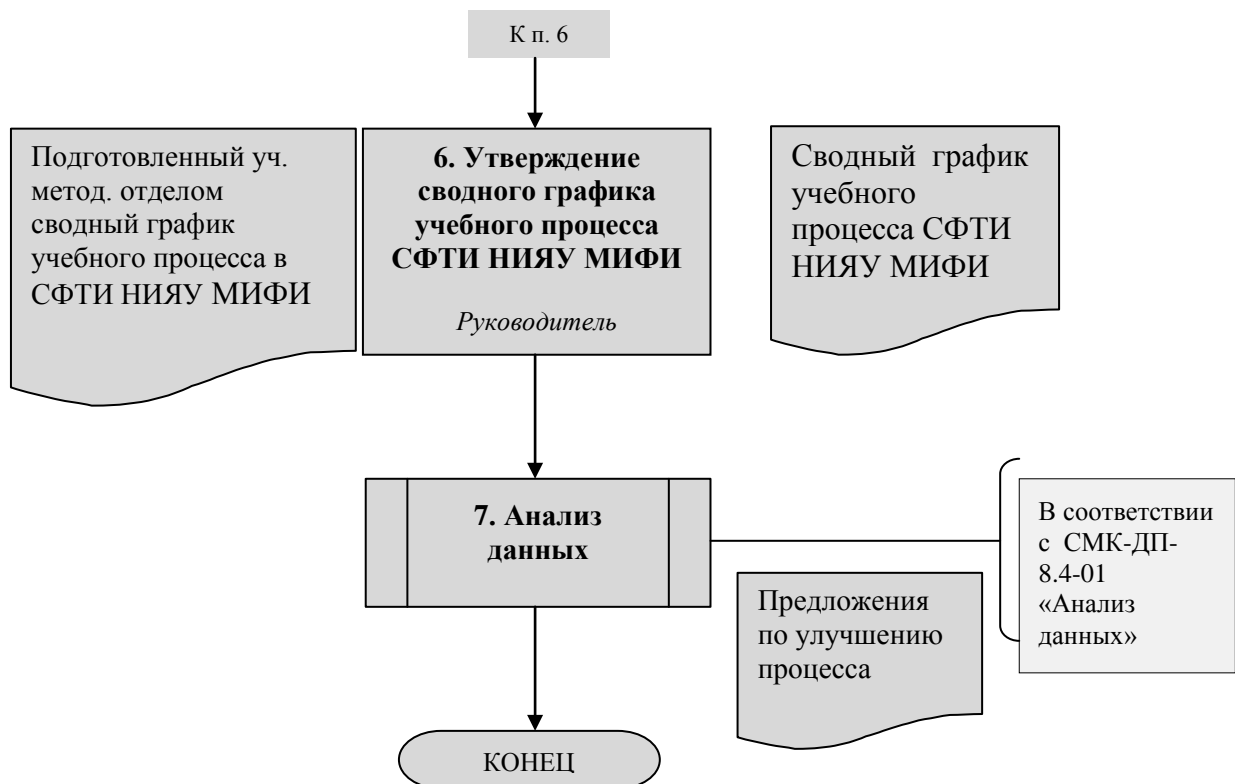 К п. 6
Подготовленный уч.
метод. отделом
сводный график
учебного процесса в
СФТИ НИЯУ МИФИ
6. Утверждение
сводного графика
учебного процесса
СФТИ НИЯУ МИФИ
Руководитель
Сводный график
учебного
процесса СФТИ
НИЯУ МИФИ
7. Анализ
данных
В соответствии
с СМК-ДП-
8.4-01
«Анализ
данных»
Предложения
по улучшению
процесса
КОНЕЦ